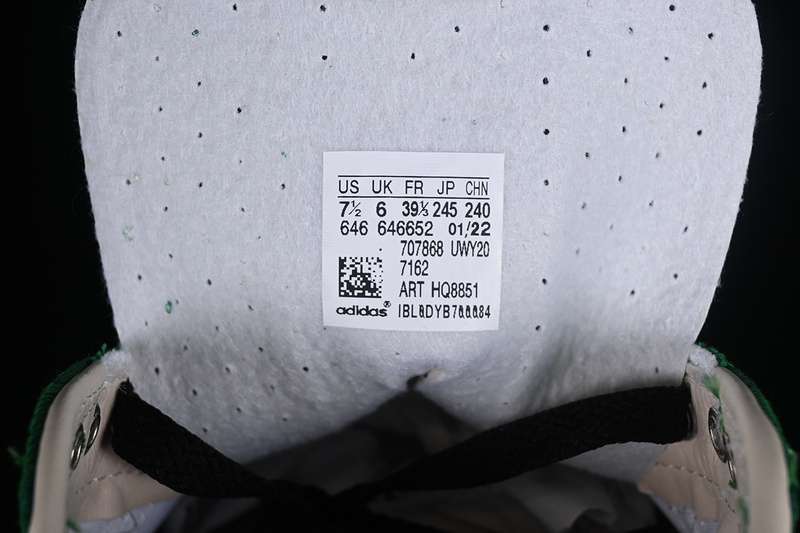 US UK FR JP CHN
7½ 6 39⅓ 245 240
646 646652 01/22
707868 UWY20
7162
ART HQ8851
adidas®